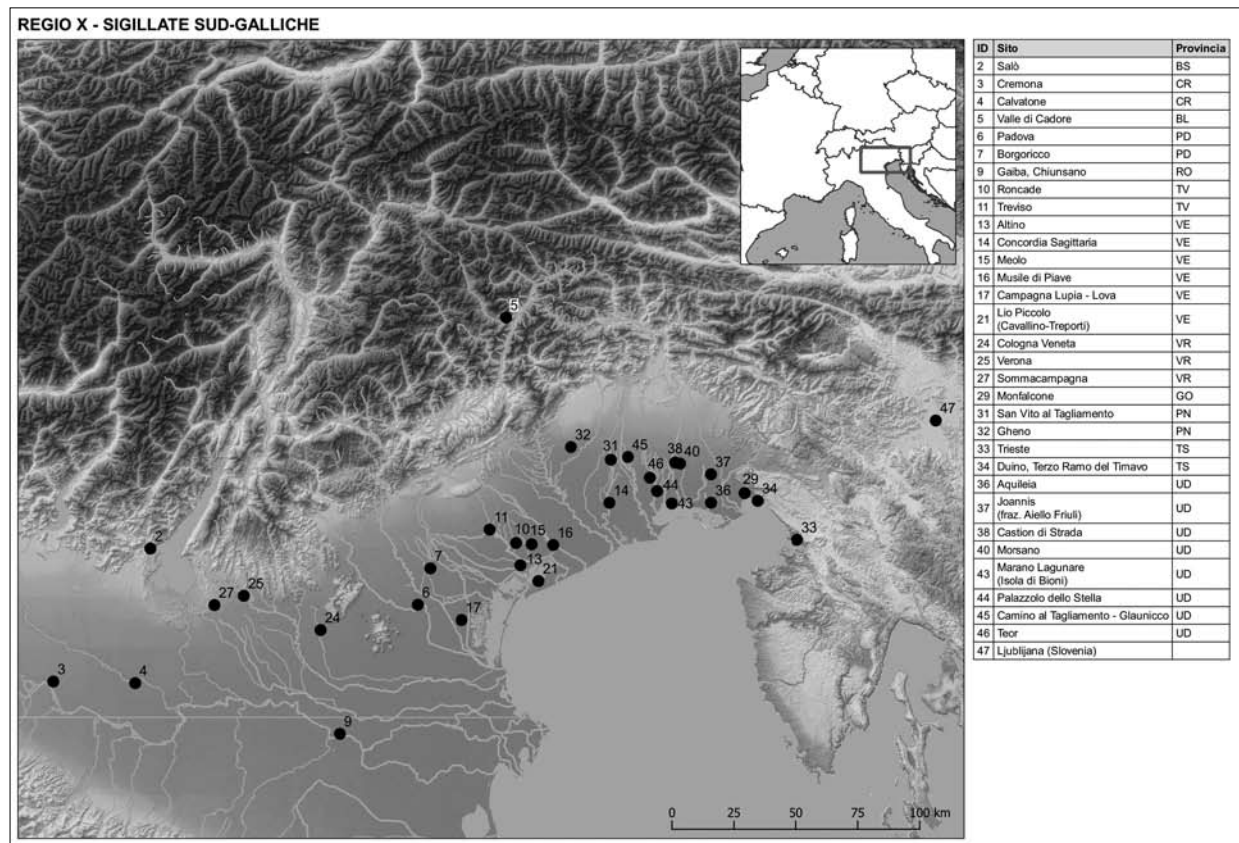 REGIO X - SIGILLATE SUD-GALLICHE
ID Sito Provincia
2 Salò BS
3 Cremona CR
4 Calvatone CR
5 Valle di Cadore BL
6 Padova PD
7 Borgoricco PD
9 Gaiba, Chiunsano RO
10 Roncade TV
11 Treviso TV
13 Altino VE
14 Concordia Sagittaria VE
15 Meolo VE
16 Musile di Piave VE
17 Campagna Lupia - Lova VE
21 Lio Piccolo
(Cavallino-Treporti) VE
24 Cologna Veneta VR
25 Verona VR
27 Sommacampagna VR
29 Monfalcone GO
31 San Vito al Tagliamento PN
32 Gheno PN
33 Trieste TS
34 Duino, Terzo Ramo del Timavo TS
36 Aquileia UD
37 Joannis
(fraz. Aiello Friuli) UD
38 Castion di Strada UD
40 Morsano UD
43 Marano Lagunare
(Isola di Bioni) UD
44 Palazzolo dello Stella UD
45 Camino al Tagliamento - Glaunicco UD
46 Teor UD
47 Ljublijana (Slovenia)
5
47
32
31
45
38
40
46
37
44
29
34
14
43
36
33
11
10
15
16
2
7
13
21
25
27
6
17
24
3
4
9
0 25 50 75 100 km